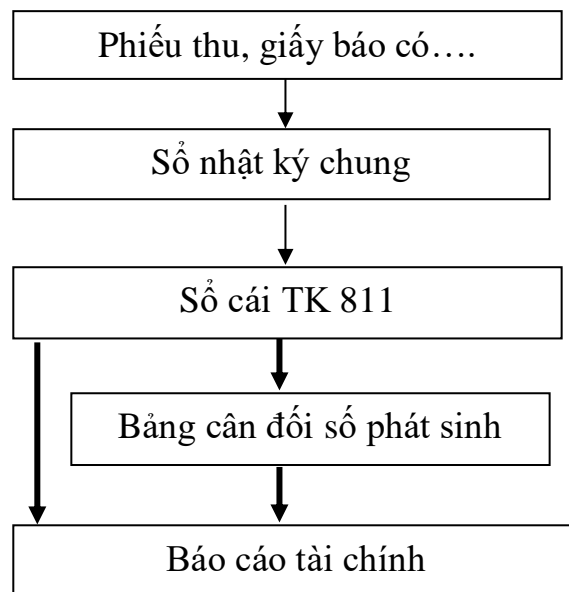 Phiếu thu, giấy báo có….
Sổ nhật ký chung
Sổ cái TK 811
Bảng cân đối số phát sinh
Báo cáo tài chính